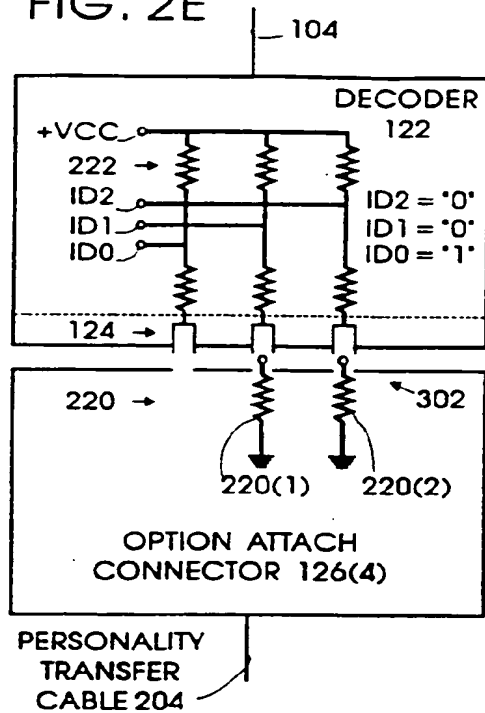 FIG. 2E
104
DECODER
122
+VCC
222
ID2
ID1
ID0
ID2 = "0"
ID1 = "0"
ID0 = "1"
124
220
302
220(1)
220(2)
OPTION ATTACH
CONNECTOR 126(4)
PERSONALITY
TRANSFER
CABLE 204